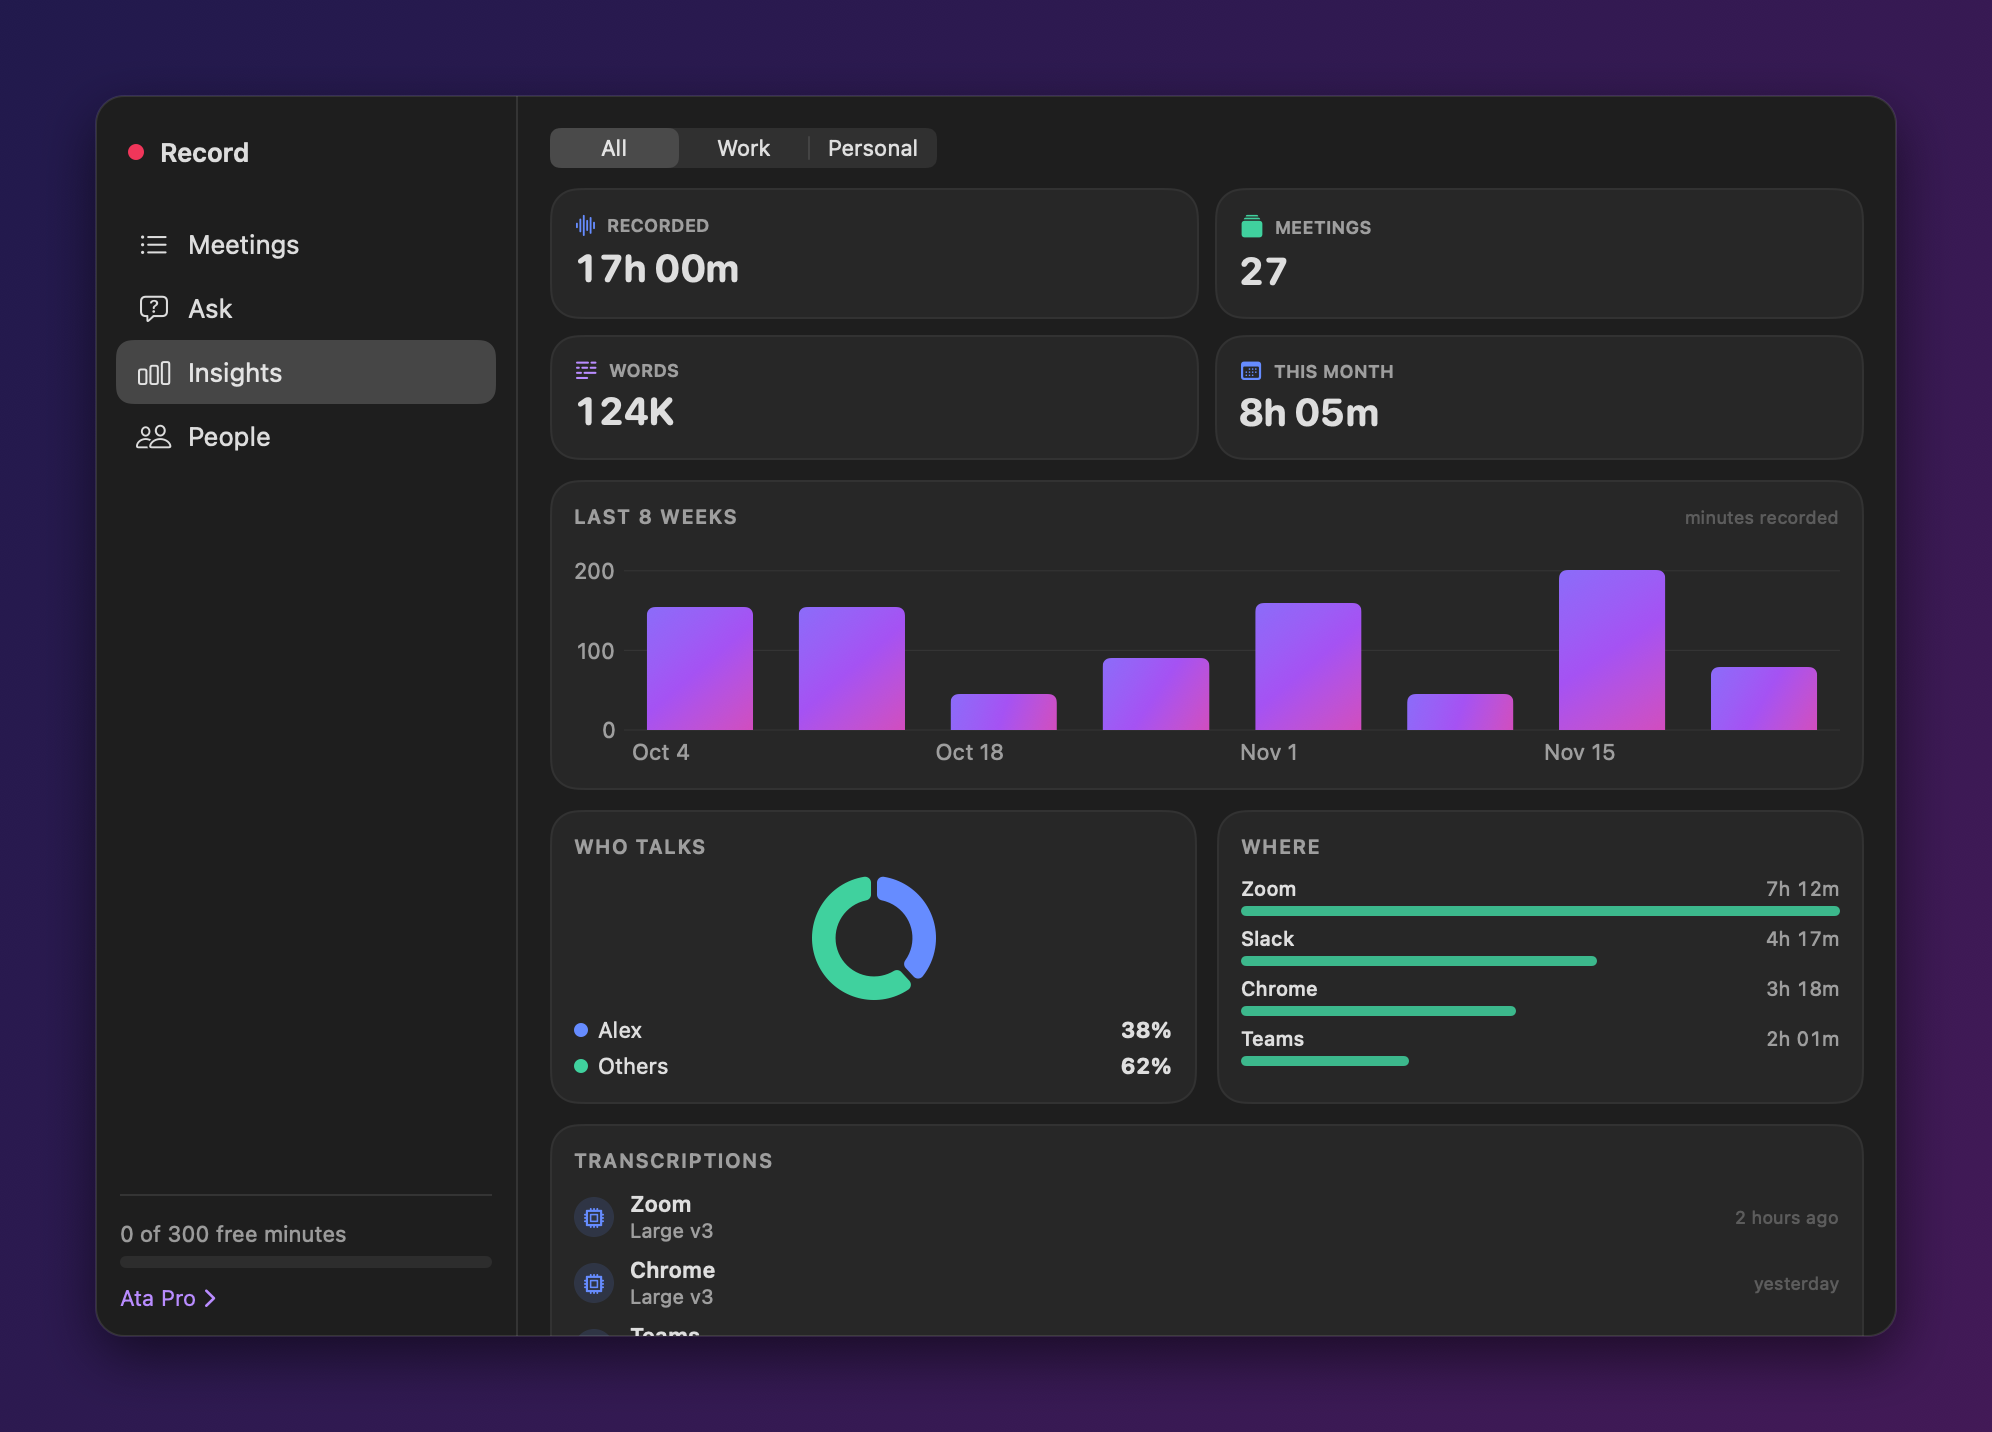 Record
Meetings
Ask
Insights
People
0 of 300 free minutes
Ata Pro
All Work Personal
RECORDED
17h 00m
MEETINGS
27
WORDS
124K
THIS MONTH
8h 05m
LAST 8 WEEKS
minutes recorded
200
100
0
Oct 4 Oct 18 Nov 1 Nov 15
WHO TALKS
Alex 38%
Others 62%
WHERE
Zoom 7h 12m
Slack 4h 17m
Chrome 3h 18m
Teams 2h 01m
TRANSCRIPTIONS
Zoom
Large v3
2 hours ago
Chrome
Large v3
yesterday
Teams